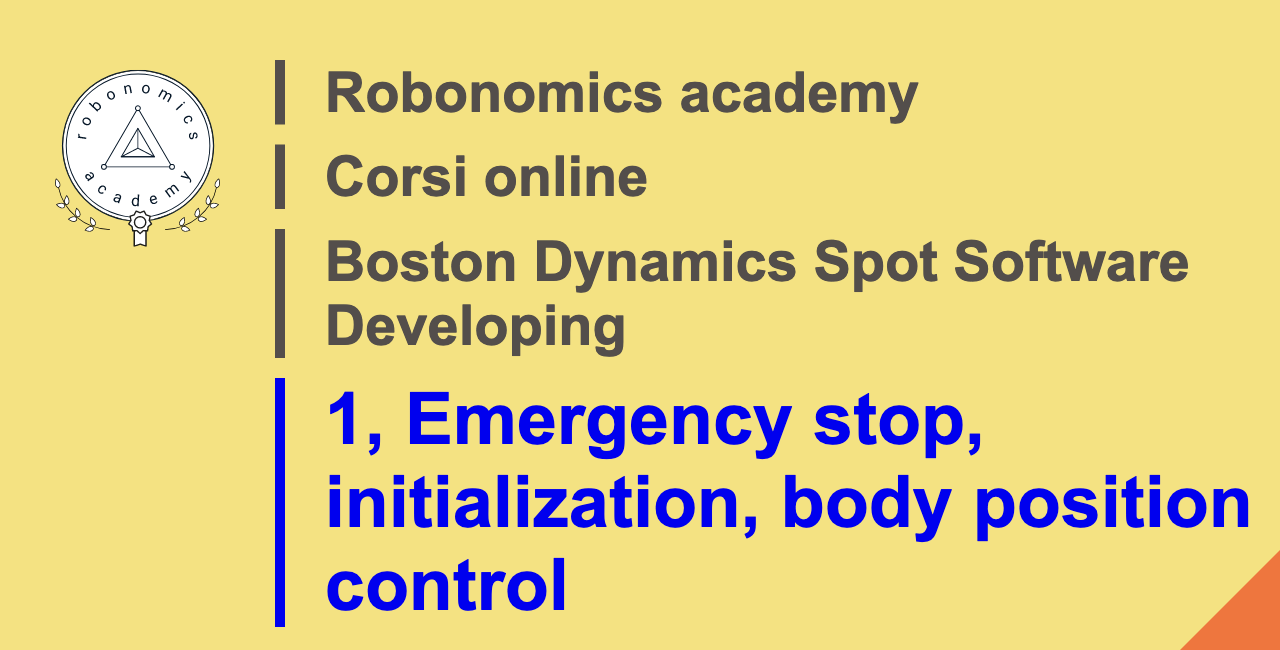 robonomics
academy
Robonomics academy
Corsi online
Boston Dynamics Spot Software
Developing
1, Emergency stop,
initialization, body position
control